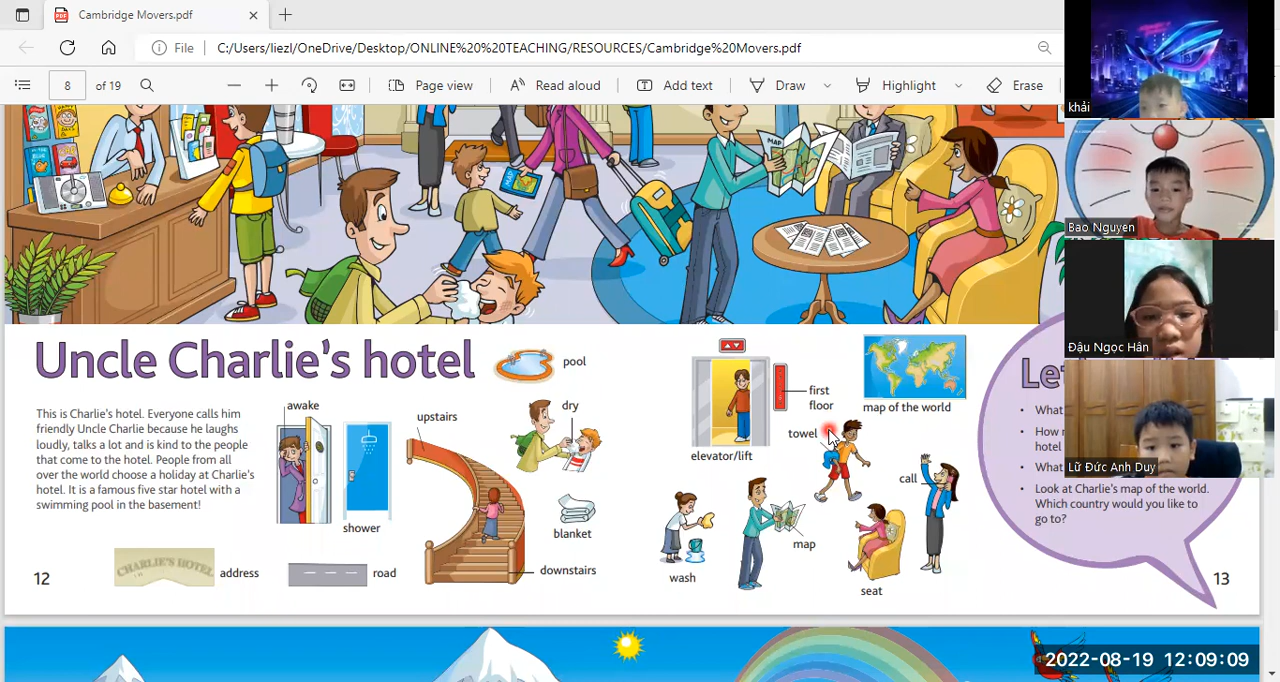 Cambridge Movers.pdf
File
C:/Users/liezl/OneDrive/Desktop/ONLINE%20%20TEACHING/RESOURCES/Cambridge%20Movers.pdf
8 of 19
Page view
Read aloud
Add text
Draw
Highlight
Erase
khải
Bao Nguyen
Đậu Ngọc Hân
Lữ Đức Anh Duy
MAP
MAP
Uncle Charlie's hotel
This is Charlie's hotel. Everyone calls him
friendly Uncle Charlie because he laughs
loudly, talks a lot and is kind to the people
that come to the hotel. People from all
over the world choose a holiday at Charlie's
hotel. It is a famous five star hotel with a
swimming pool in the basement!
pool
awake
upstairs
dry
shower
blanket
downstairs
CHARLIE'S HOTEL
address
road
12
first
floor
elevator/lift
map of the world
towel
call
wash
map
seat
What
hotel
What
Look at Charlie's map of the world.
Which country would you like to
go to?
13
2022-08-19 12:09:09